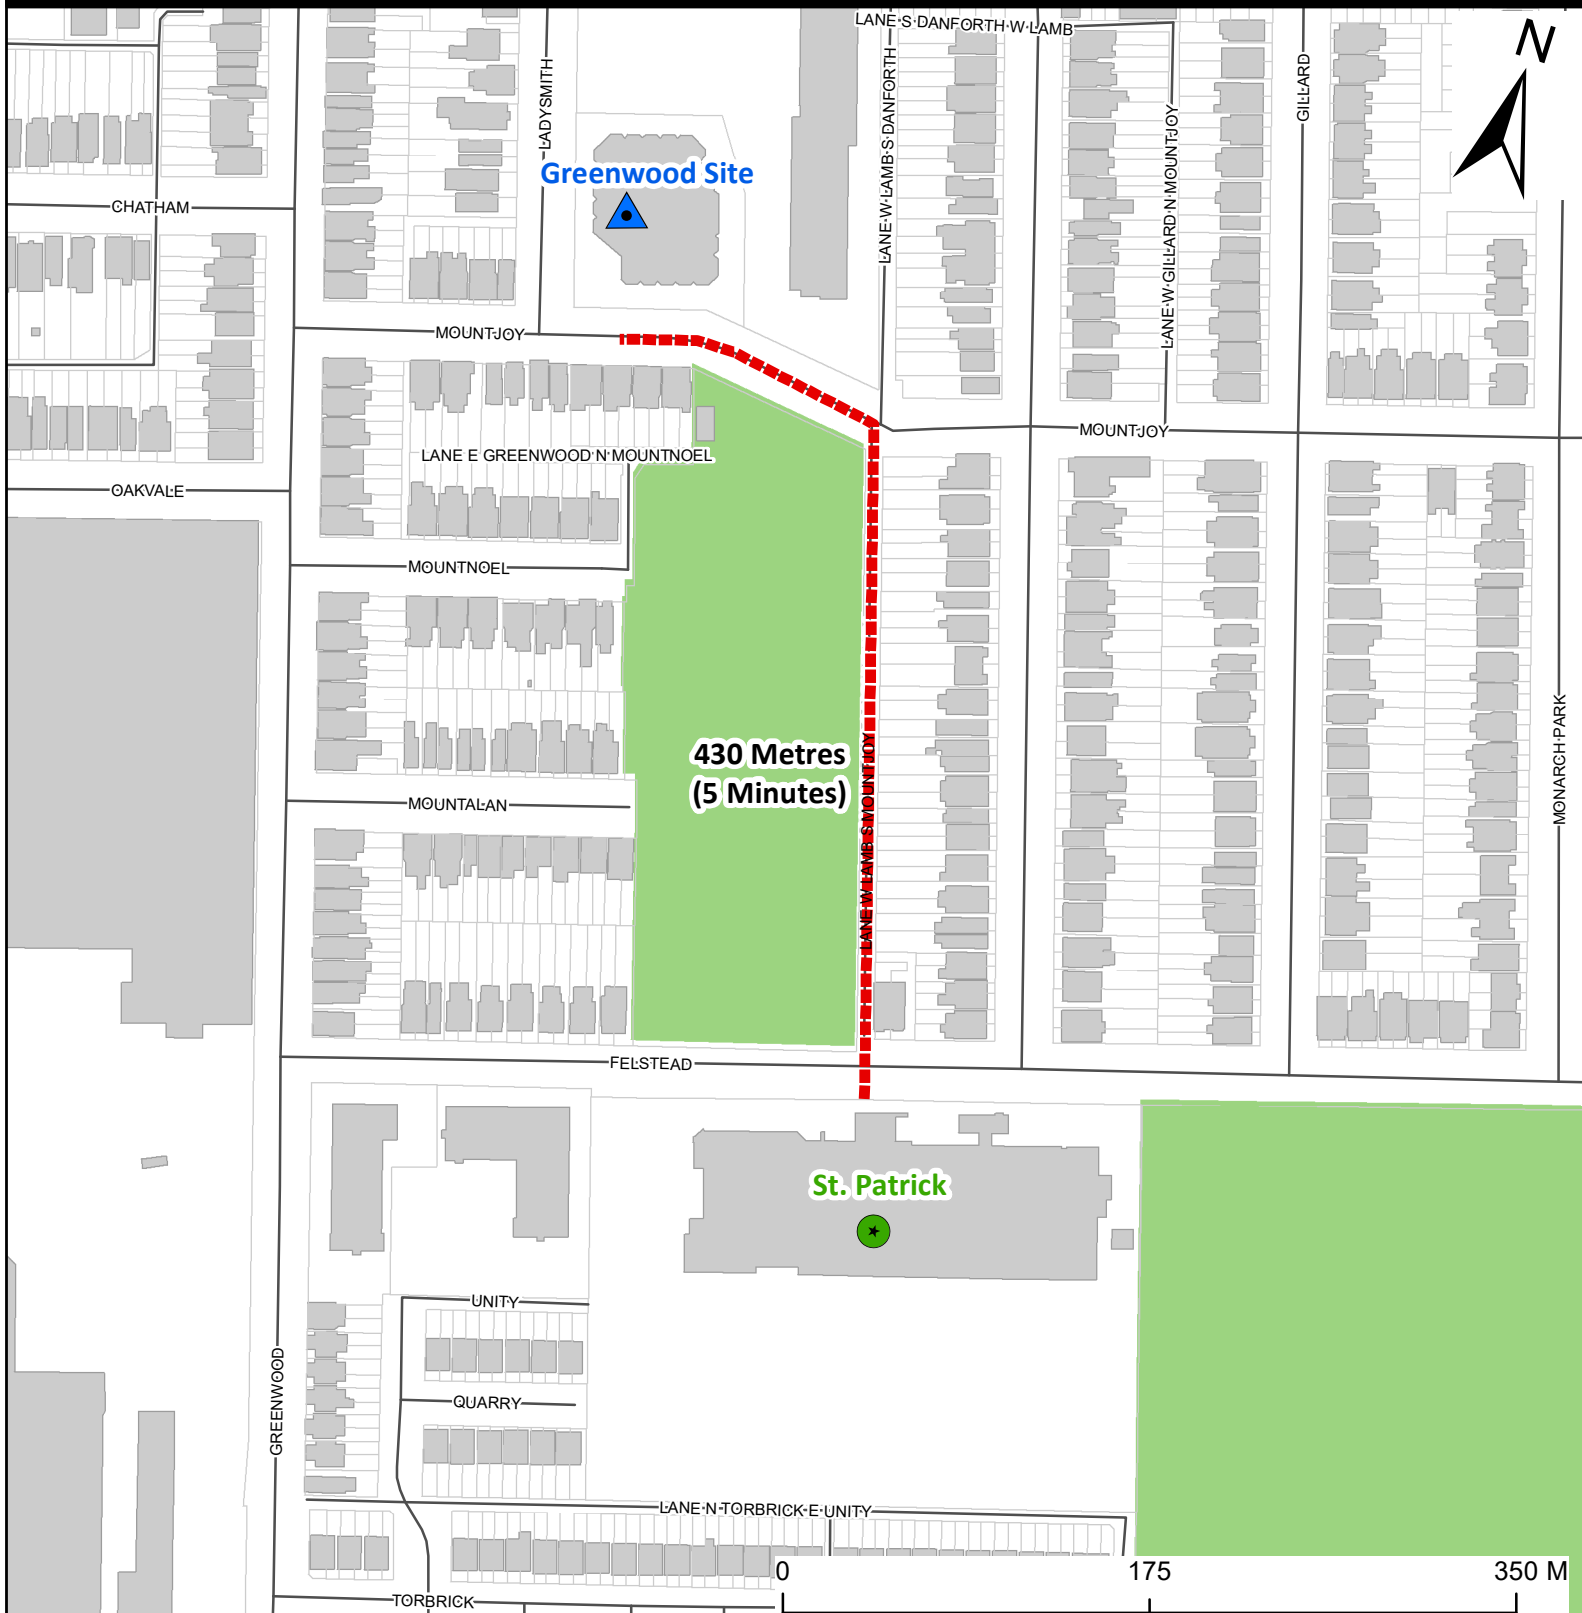 LANE S DANFORTH W LAMB
N
LADYSMITH
LANE W LAMB S DANFORTH
GILLARD
LANE W GILLARD N MOUNTJOY
Greenwood Site
CHATHAM
MOUNTJOY
MOUNTJOY
LANE E GREENWOOD N MOUNTNOEL
OAKVALE
MOUNTNOEL
MONARCH PARK
430 Metres
(5 Minutes)
LANE W LAMB S MOUNTJOY
MOUNTALAN
FELSTEAD
St. Patrick
UNITY
GREENWOOD
QUARRY
LANE N TORBRICK E UNITY
0 175 350 M
TORBRICK